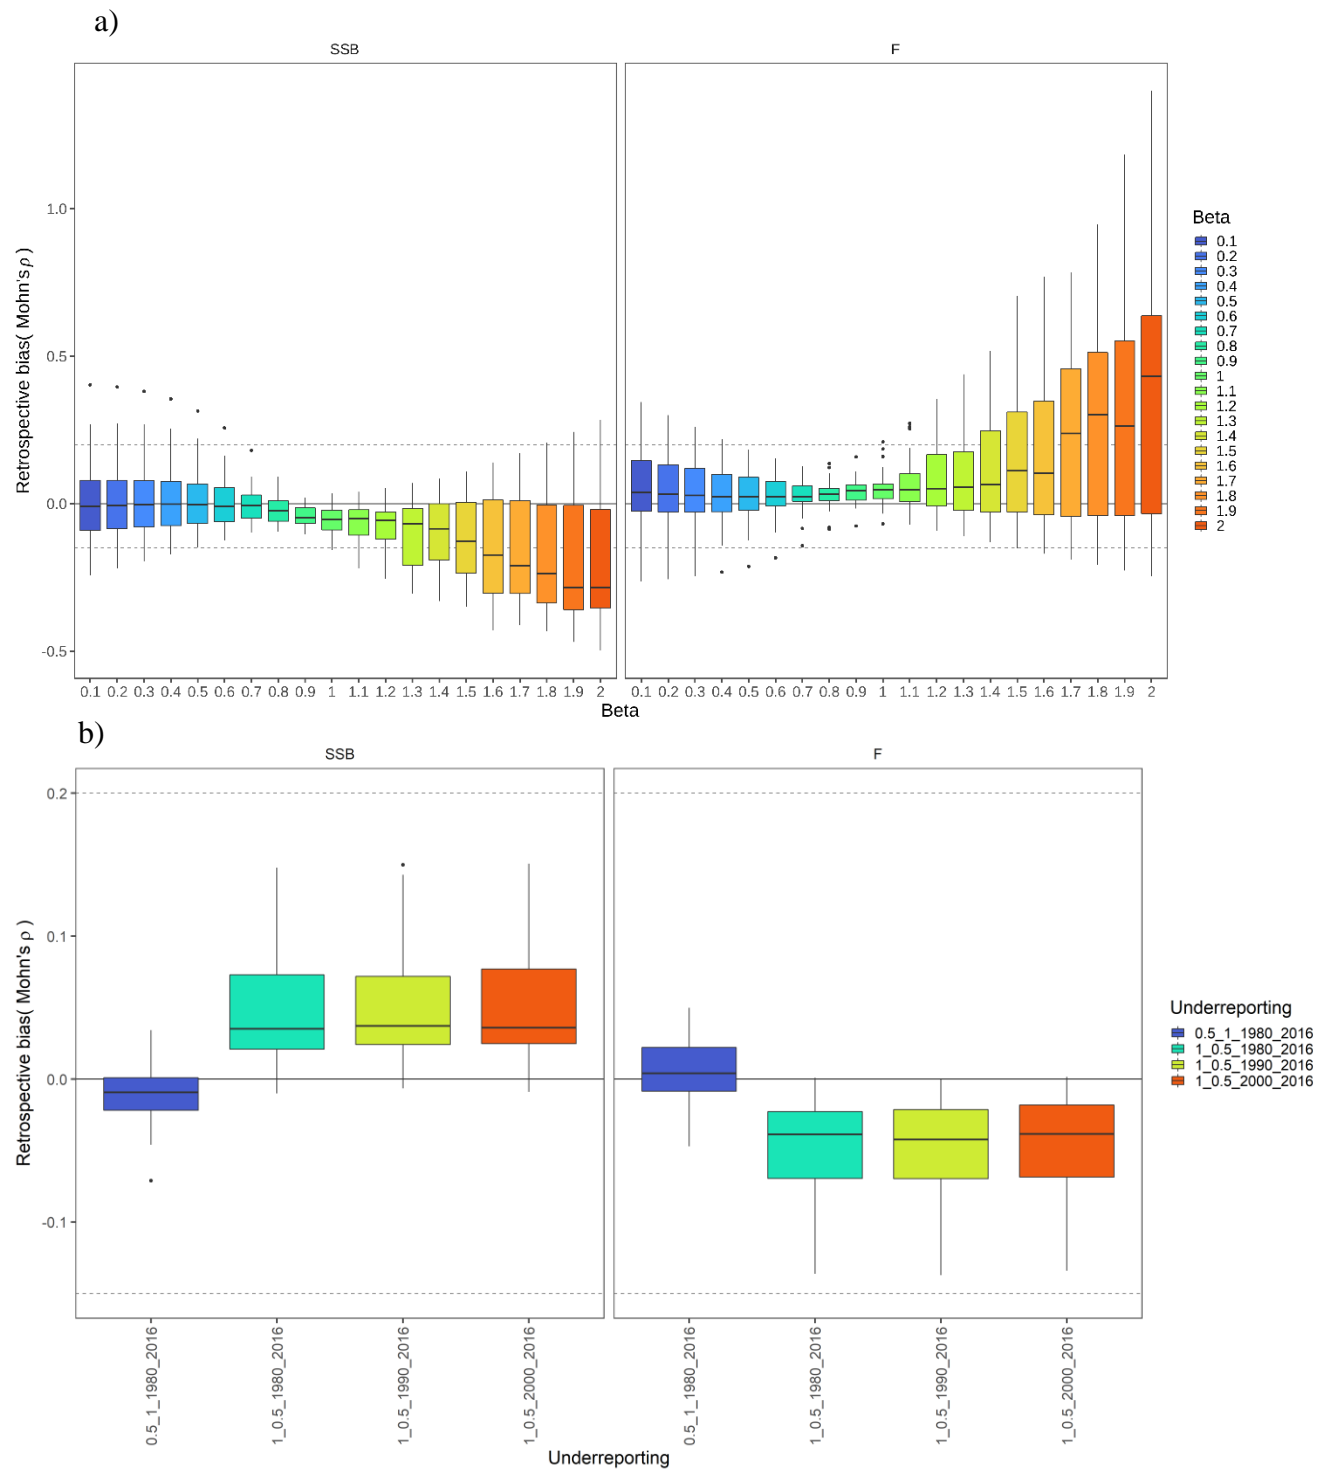 a)
SSB
F
1.0
0.5
0.0
-0.5
Retrospective bias( Mohn's ρ )
0.1 0.2 0.3 0.4 0.5 0.6 0.7 0.8 0.9 1 1.1 1.2 1.3 1.4 1.5 1.6 1.7 1.8 1.9 2
0.1 0.2 0.3 0.4 0.5 0.6 0.7 0.8 0.9 1 1.1 1.2 1.3 1.4 1.5 1.6 1.7 1.8 1.9 2
Beta
Beta
0.1
0.2
0.3
0.4
0.5
0.6
0.7
0.8
0.9
1
1.1
1.2
1.3
1.4
1.5
1.6
1.7
1.8
1.9
2
b)
SSB
F
0.2
0.1
0.0
-0.1
Retrospective bias( Mohn's ρ )
0.5_1_1980_2016
1_0.5_1980_2016
1_0.5_1990_2016
1_0.5_2000_2016
0.5_1_1980_2016
1_0.5_1980_2016
1_0.5_1990_2016
1_0.5_2000_2016
Underreporting
Underreporting
0.5_1_1980_2016
1_0.5_1980_2016
1_0.5_1990_2016
1_0.5_2000_2016